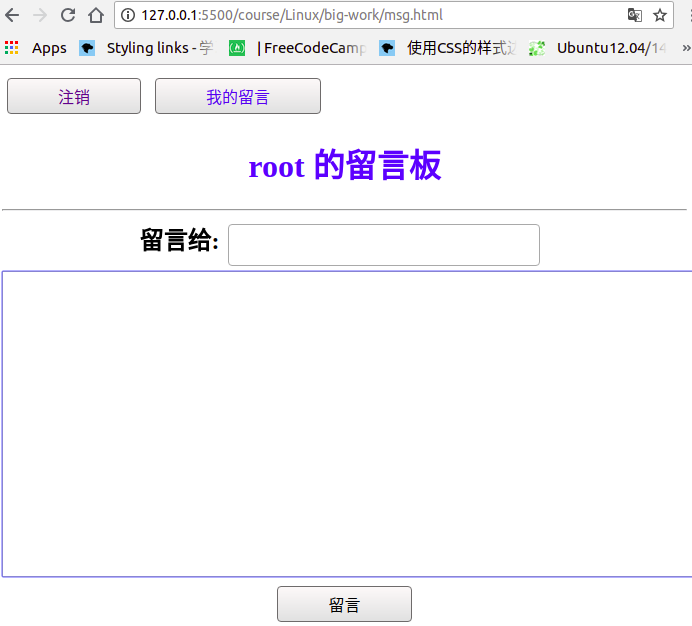 127.0.0.1:5500/course/Linux/big-work/msg.html
Apps Styling links - 学 | FreeCodeCamp 使用CSS的样式 Ubuntu12.04/14 »
注销 我的留言
root 的留言板
留言给:
留言